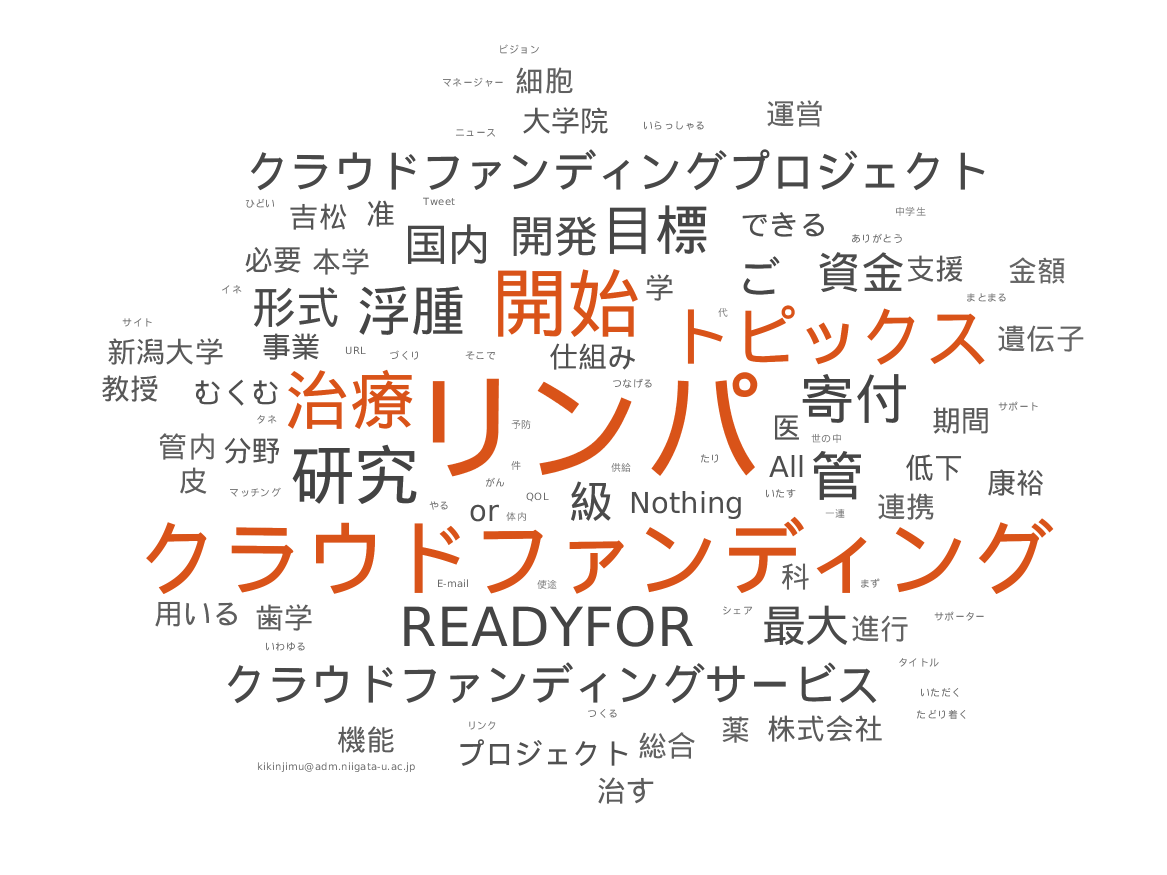 ビジョン
マネージャー 細胞
大学院 運営
ニュース いらっしゃる
クラウドファンディングプロジェクト
ひどい 吉松 准 Tweet 中学生
国内 開発 目標 できる
ありがとう
必要 本学 ご 資金 支援 金額
イネ 形式 浮腫 開始 学 まとまる
サイト 代 トピックス 遺伝子
新潟大学 事業 URL づくり そこで 仕組み
教授 むくむ 治療 リンパ つなげる 寄付 サポート
タネ 予防 医 期間
管内 分野 世の中
皮 研究 件 供給 たり All 管 低下 康裕
マッチング がん QOL 級 Nothing いたす 連携
やる or 体内 一連
クラウドファンディング
E-mail 使途 科 まず
用いる 歯学 READYFOR シェア 最大 進行 サポーター
いわゆる
クラウドファンディングサービス タイトル
いただく
つくる たどり着く
機能 リンク プロジェクト 総合 薬 株式会社
kikinjimu@adm.niigata-u.ac.jp
治す